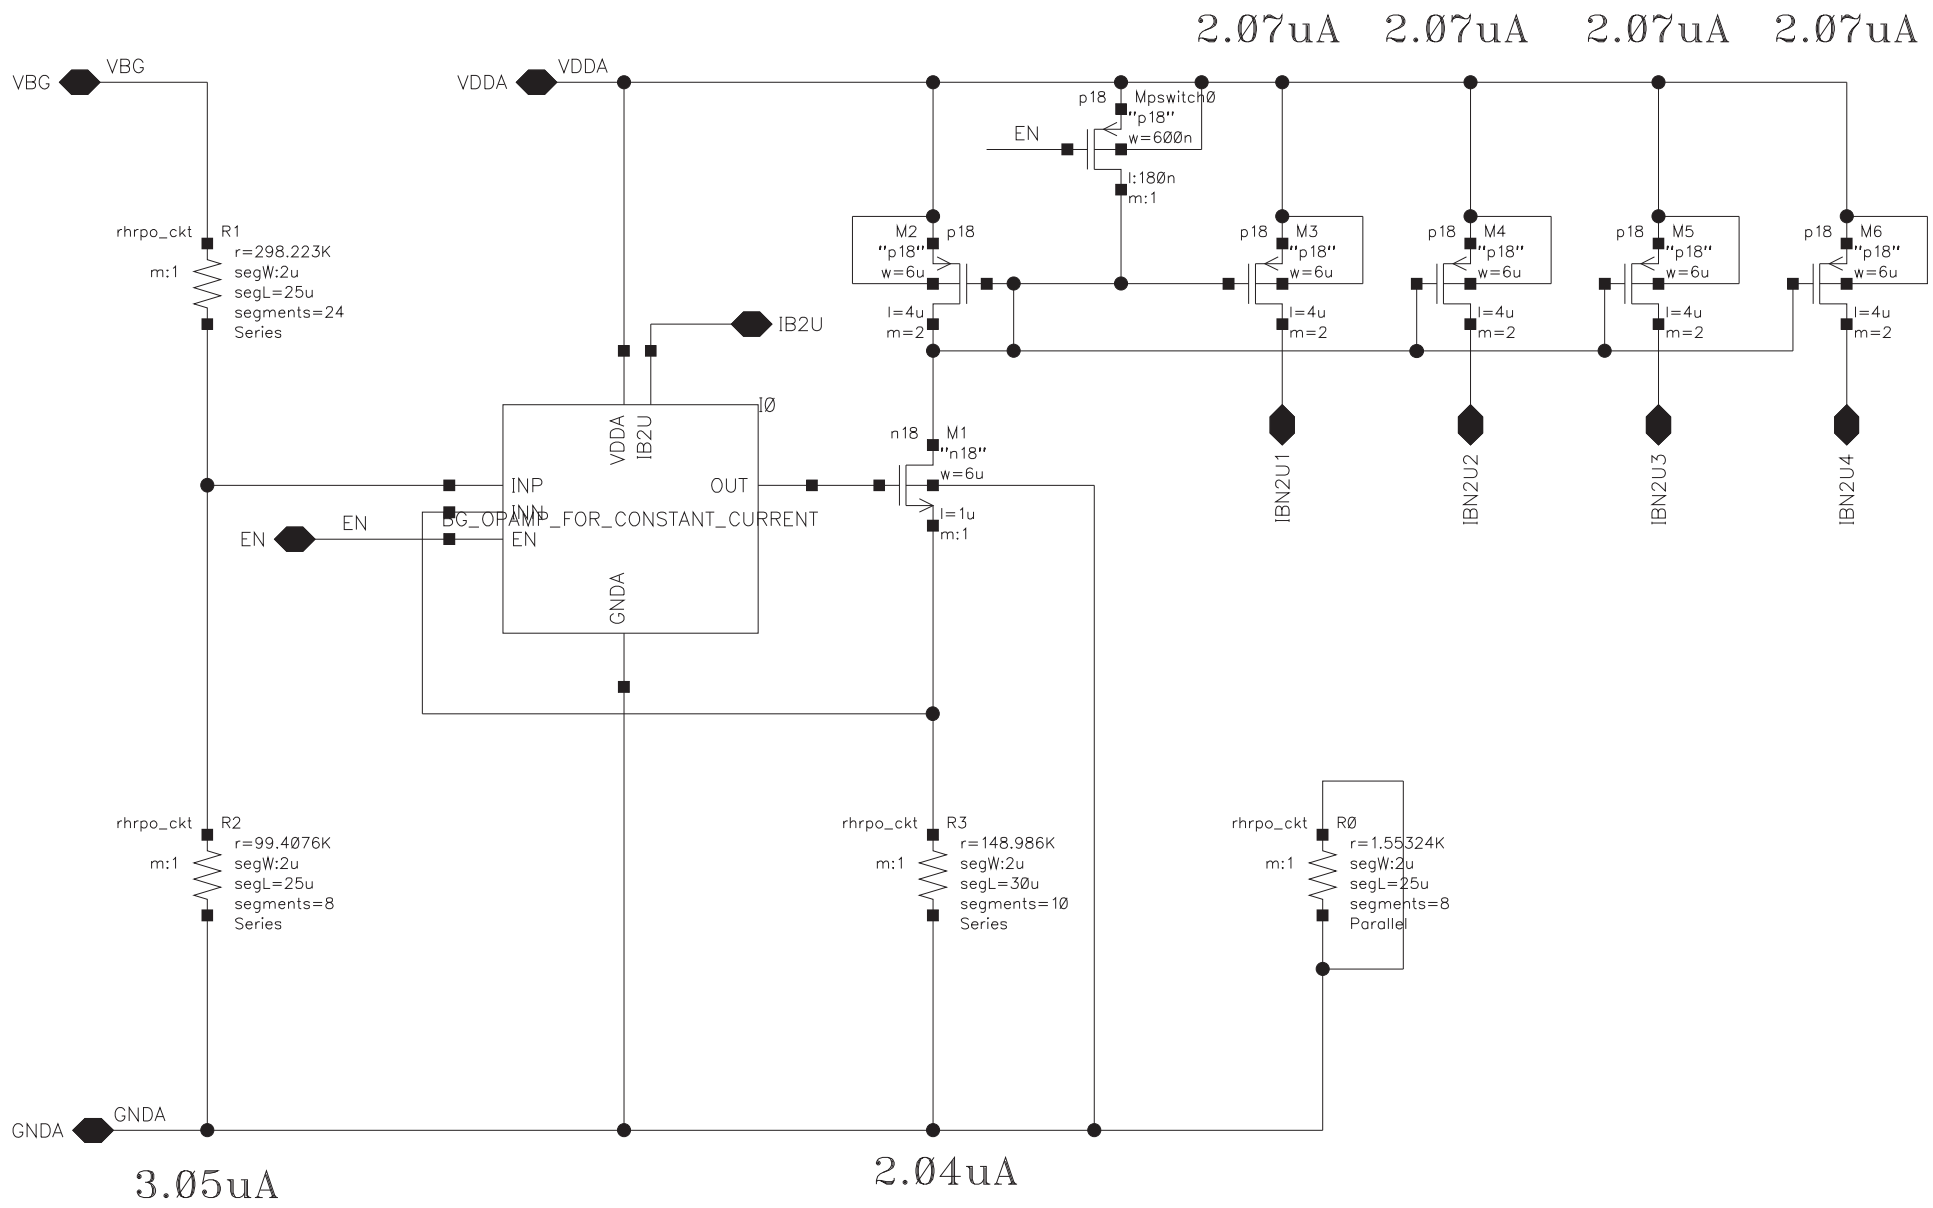 2.07uA 2.07uA 2.07uA 2.07uA
VBG VBG
VDDA VDDA
p18 Mpswitch0
"p18"
w=600n
EN
l:180n
m:1
rhrpo_ckt R1
r=298.223K
m:1 segW:2u
segL=25u
segments=24
Series
M2 p18
"p18"
w=6u
l=4u
m=2
p18 M3
"p18"
w=6u
l=4u
m=2
p18 M4
"p18"
w=6u
l=4u
m=2
p18 M5
"p18"
w=6u
l=4u
m=2
p18 M6
"p18"
w=6u
l=4u
m=2
IB2U
I0
VDDA
IB2U
INP
INN
EN
OUT
BG_OPAMP_FOR_CONSTANT_CURRENT
GNDA
EN EN
n18 M1
"n18"
w=6u
l=1u
m:1
IBN2U1
IBN2U2
IBN2U3
IBN2U4
rhrpo_ckt R2
r=99.4076K
m:1 segW:2u
segL=25u
segments=8
Series
rhrpo_ckt R3
r=148.986K
m:1 segW:2u
segL=30u
segments=10
Series
rhrpo_ckt R0
r=1.55324K
m:1 segW:2u
segL=25u
segments=8
Parallel
GNDA GNDA
3.05uA
2.04uA